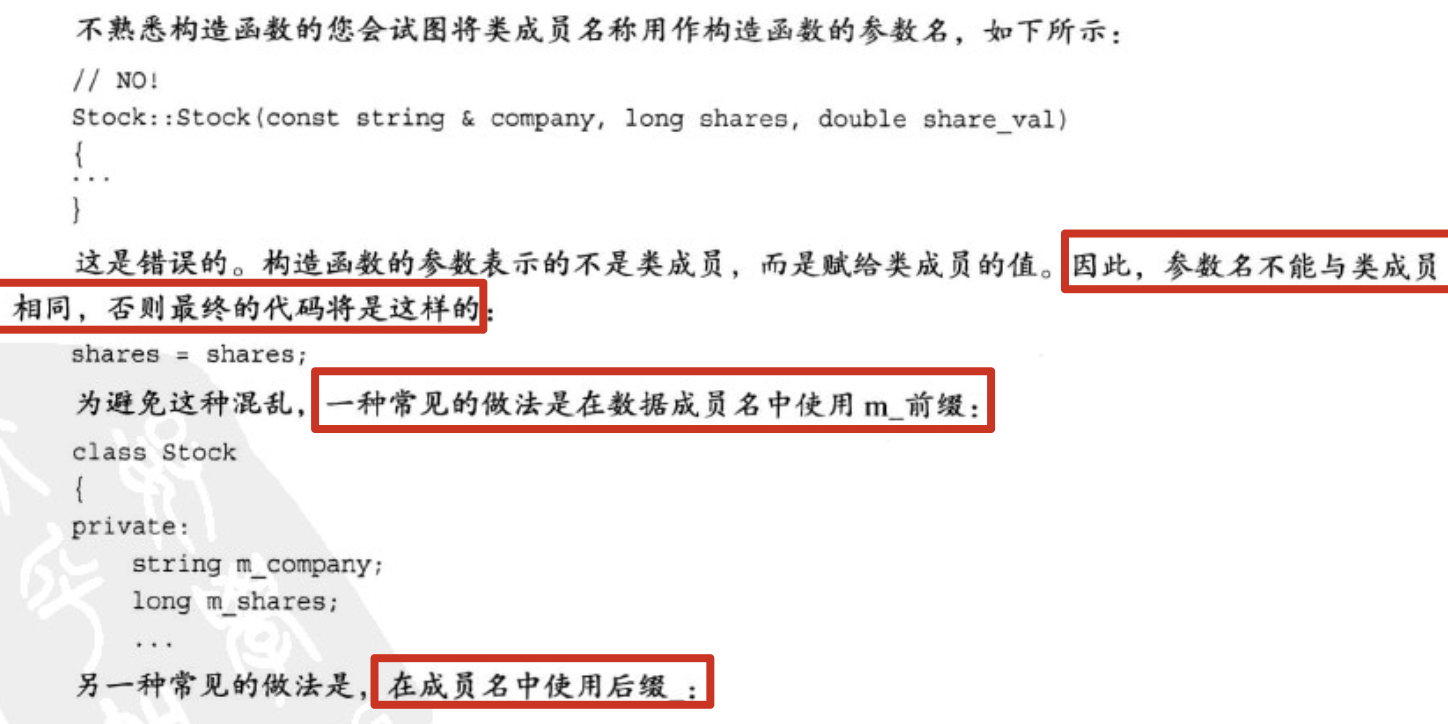 不熟悉构造函数的您会试图将类成员名称用作构造函数的参数名，如下所示：
// NO!
Stock::Stock(const string & company, long shares, double share_val)
{
...
}
这是错误的。构造函数的参数表示的不是类成员，而是赋给类成员的值。因此，参数名不能与类成员
相同，否则最终的代码将是这样的：
shares = shares;
为避免这种混乱，一种常见的做法是在数据成员名中使用 m_前缀：
class Stock
{
private:
    string m_company;
    long m_shares;
    ...
另一种常见的做法是，在成员名中使用后缀_：